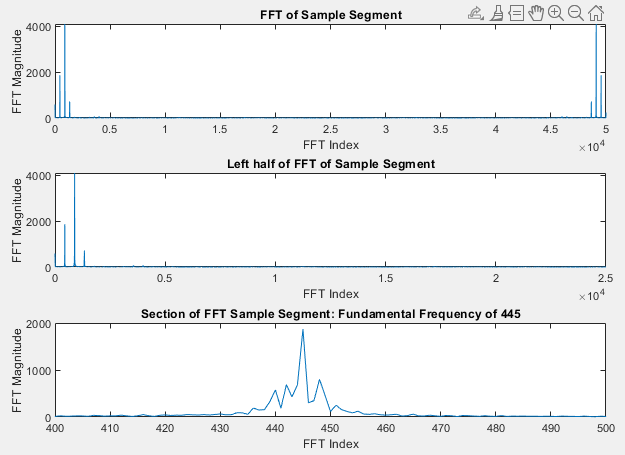 FFT of Sample Segment
FFT Magnitude
4000
2000
0
0 0.5 1 1.5 2 2.5 3 3.5 4 4.5 5
FFT Index
×10^4
Left half of FFT of Sample Segment
FFT Magnitude
4000
2000
0
0 0.5 1 1.5 2 2.5
FFT Index
×10^4
Section of FFT Sample Segment: Fundamental Frequency of 445
FFT Magnitude
2000
1000
0
400 410 420 430 440 450 460 470 480 490 500
FFT Index